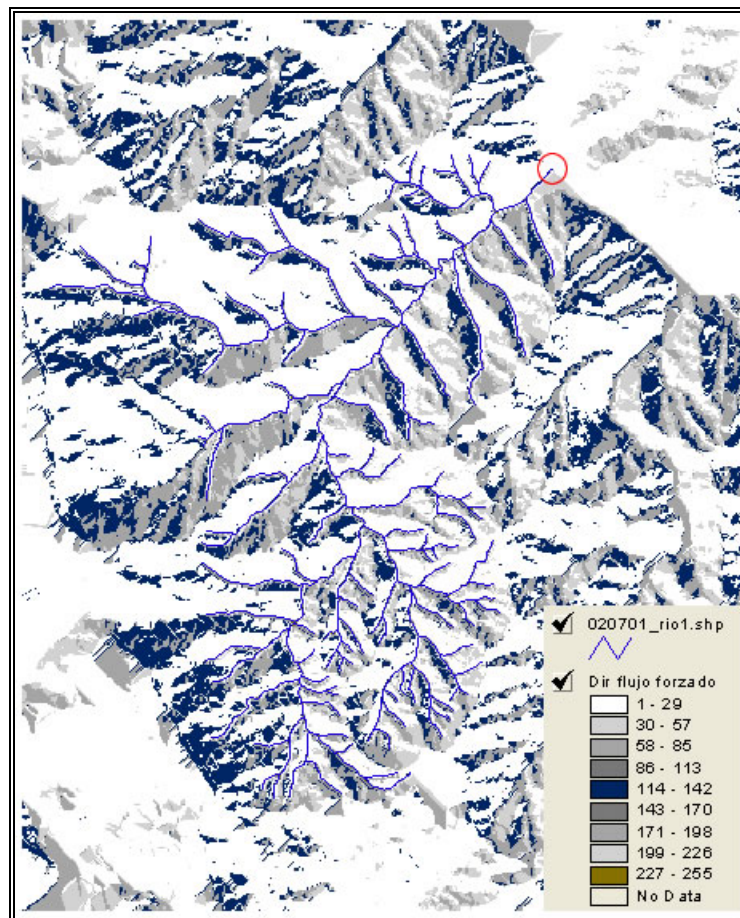 020701_rio1.shp
Dir flujo forzado
1 - 29
30 - 57
58 - 85
86 - 113
114 - 142
143 - 170
171 - 198
199 - 226
227 - 255
No Data